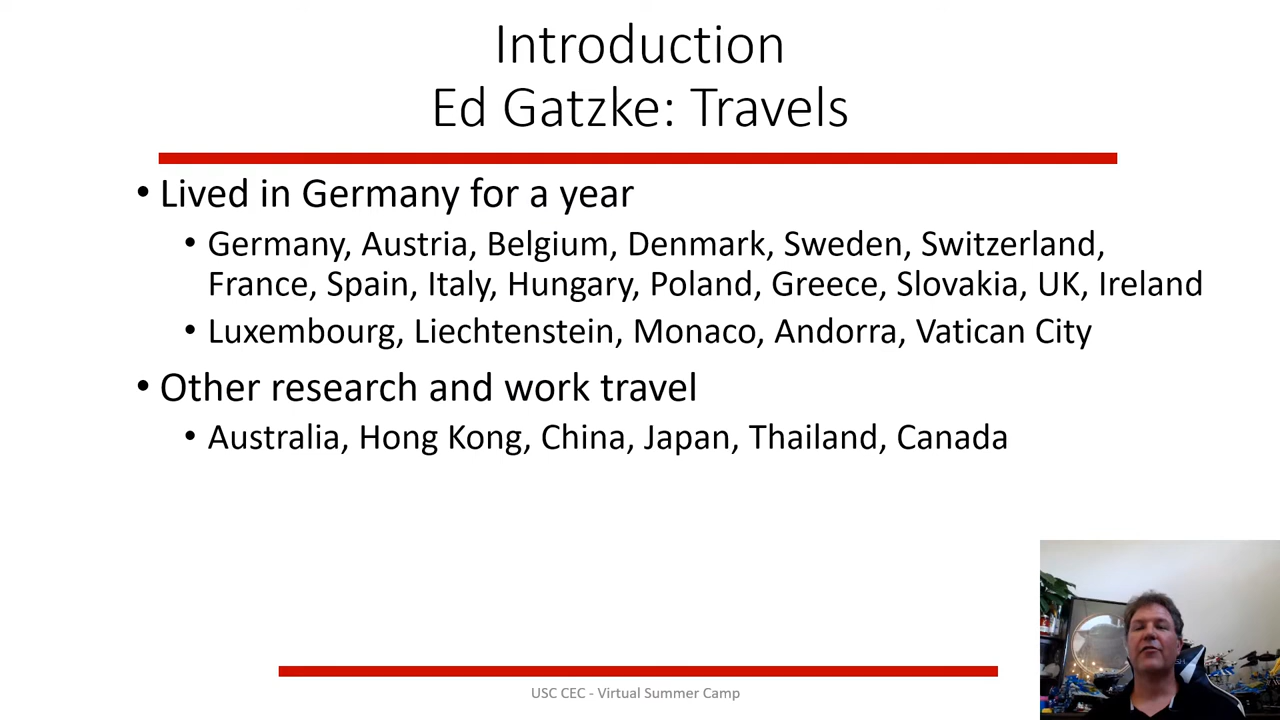 Introduction
Ed Gatzke: Travels
• Lived in Germany for a year
• Germany, Austria, Belgium, Denmark, Sweden, Switzerland,
France, Spain, Italy, Hungary, Poland, Greece, Slovakia, UK, Ireland
• Luxembourg, Liechtenstein, Monaco, Andorra, Vatican City
• Other research and work travel
• Australia, Hong Kong, China, Japan, Thailand, Canada
USC CEC - Virtual Summer Camp